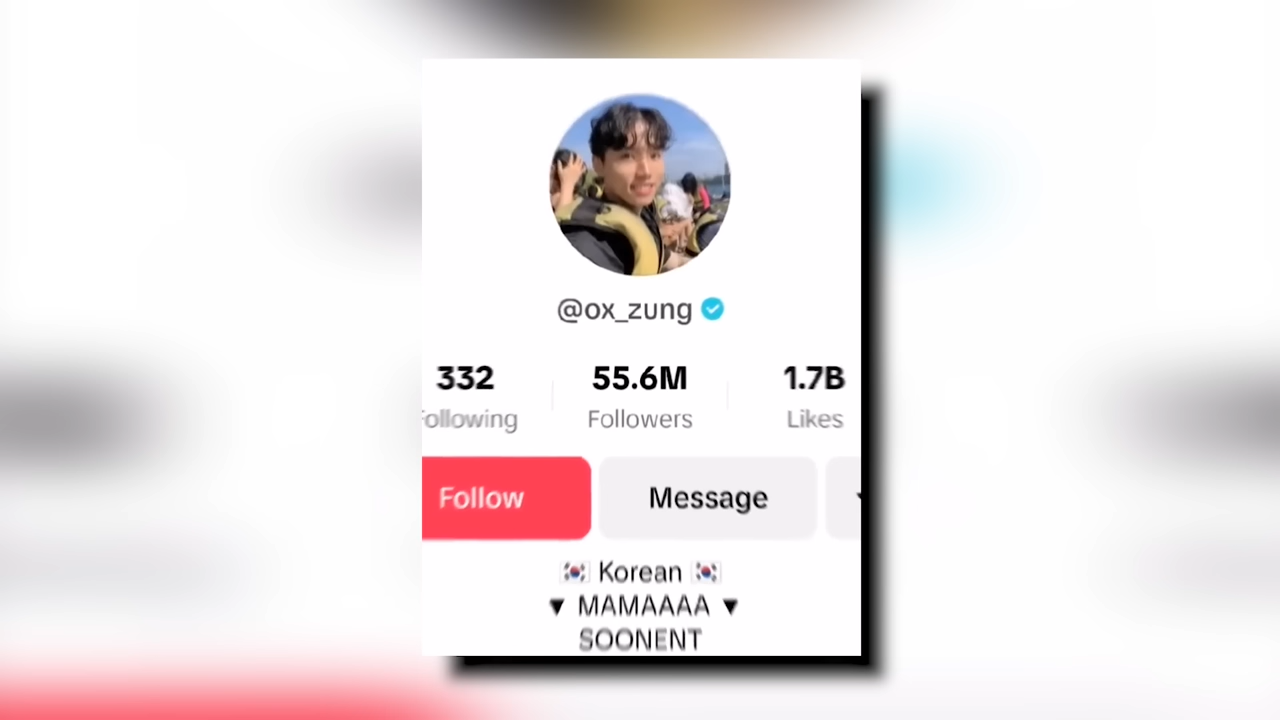 @ox_zung
332 55.6M 1.7B
Following Followers Likes
Follow Message
🇰🇷 Korean 🇰🇷
▼ MAMAAAA ▼
SOONENT